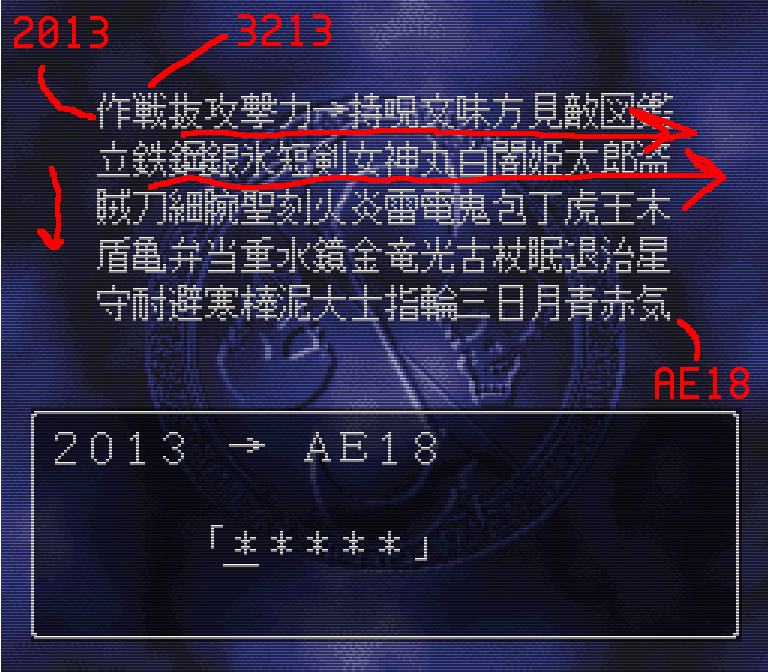 2013
3213
作戦抜攻撃力→持呪文味方見敵図鑑
立鉄鋼銀氷短剣女神丸白闇姫太郎盗
賊刀細腕聖刻火炎雷電鬼包丁虎王木
盾亀弁当重水鏡金竜光古杖眠退治星
守耐避寒棒泥大士指輪三日月青赤気
AE18
2013 → AE18
「*****」